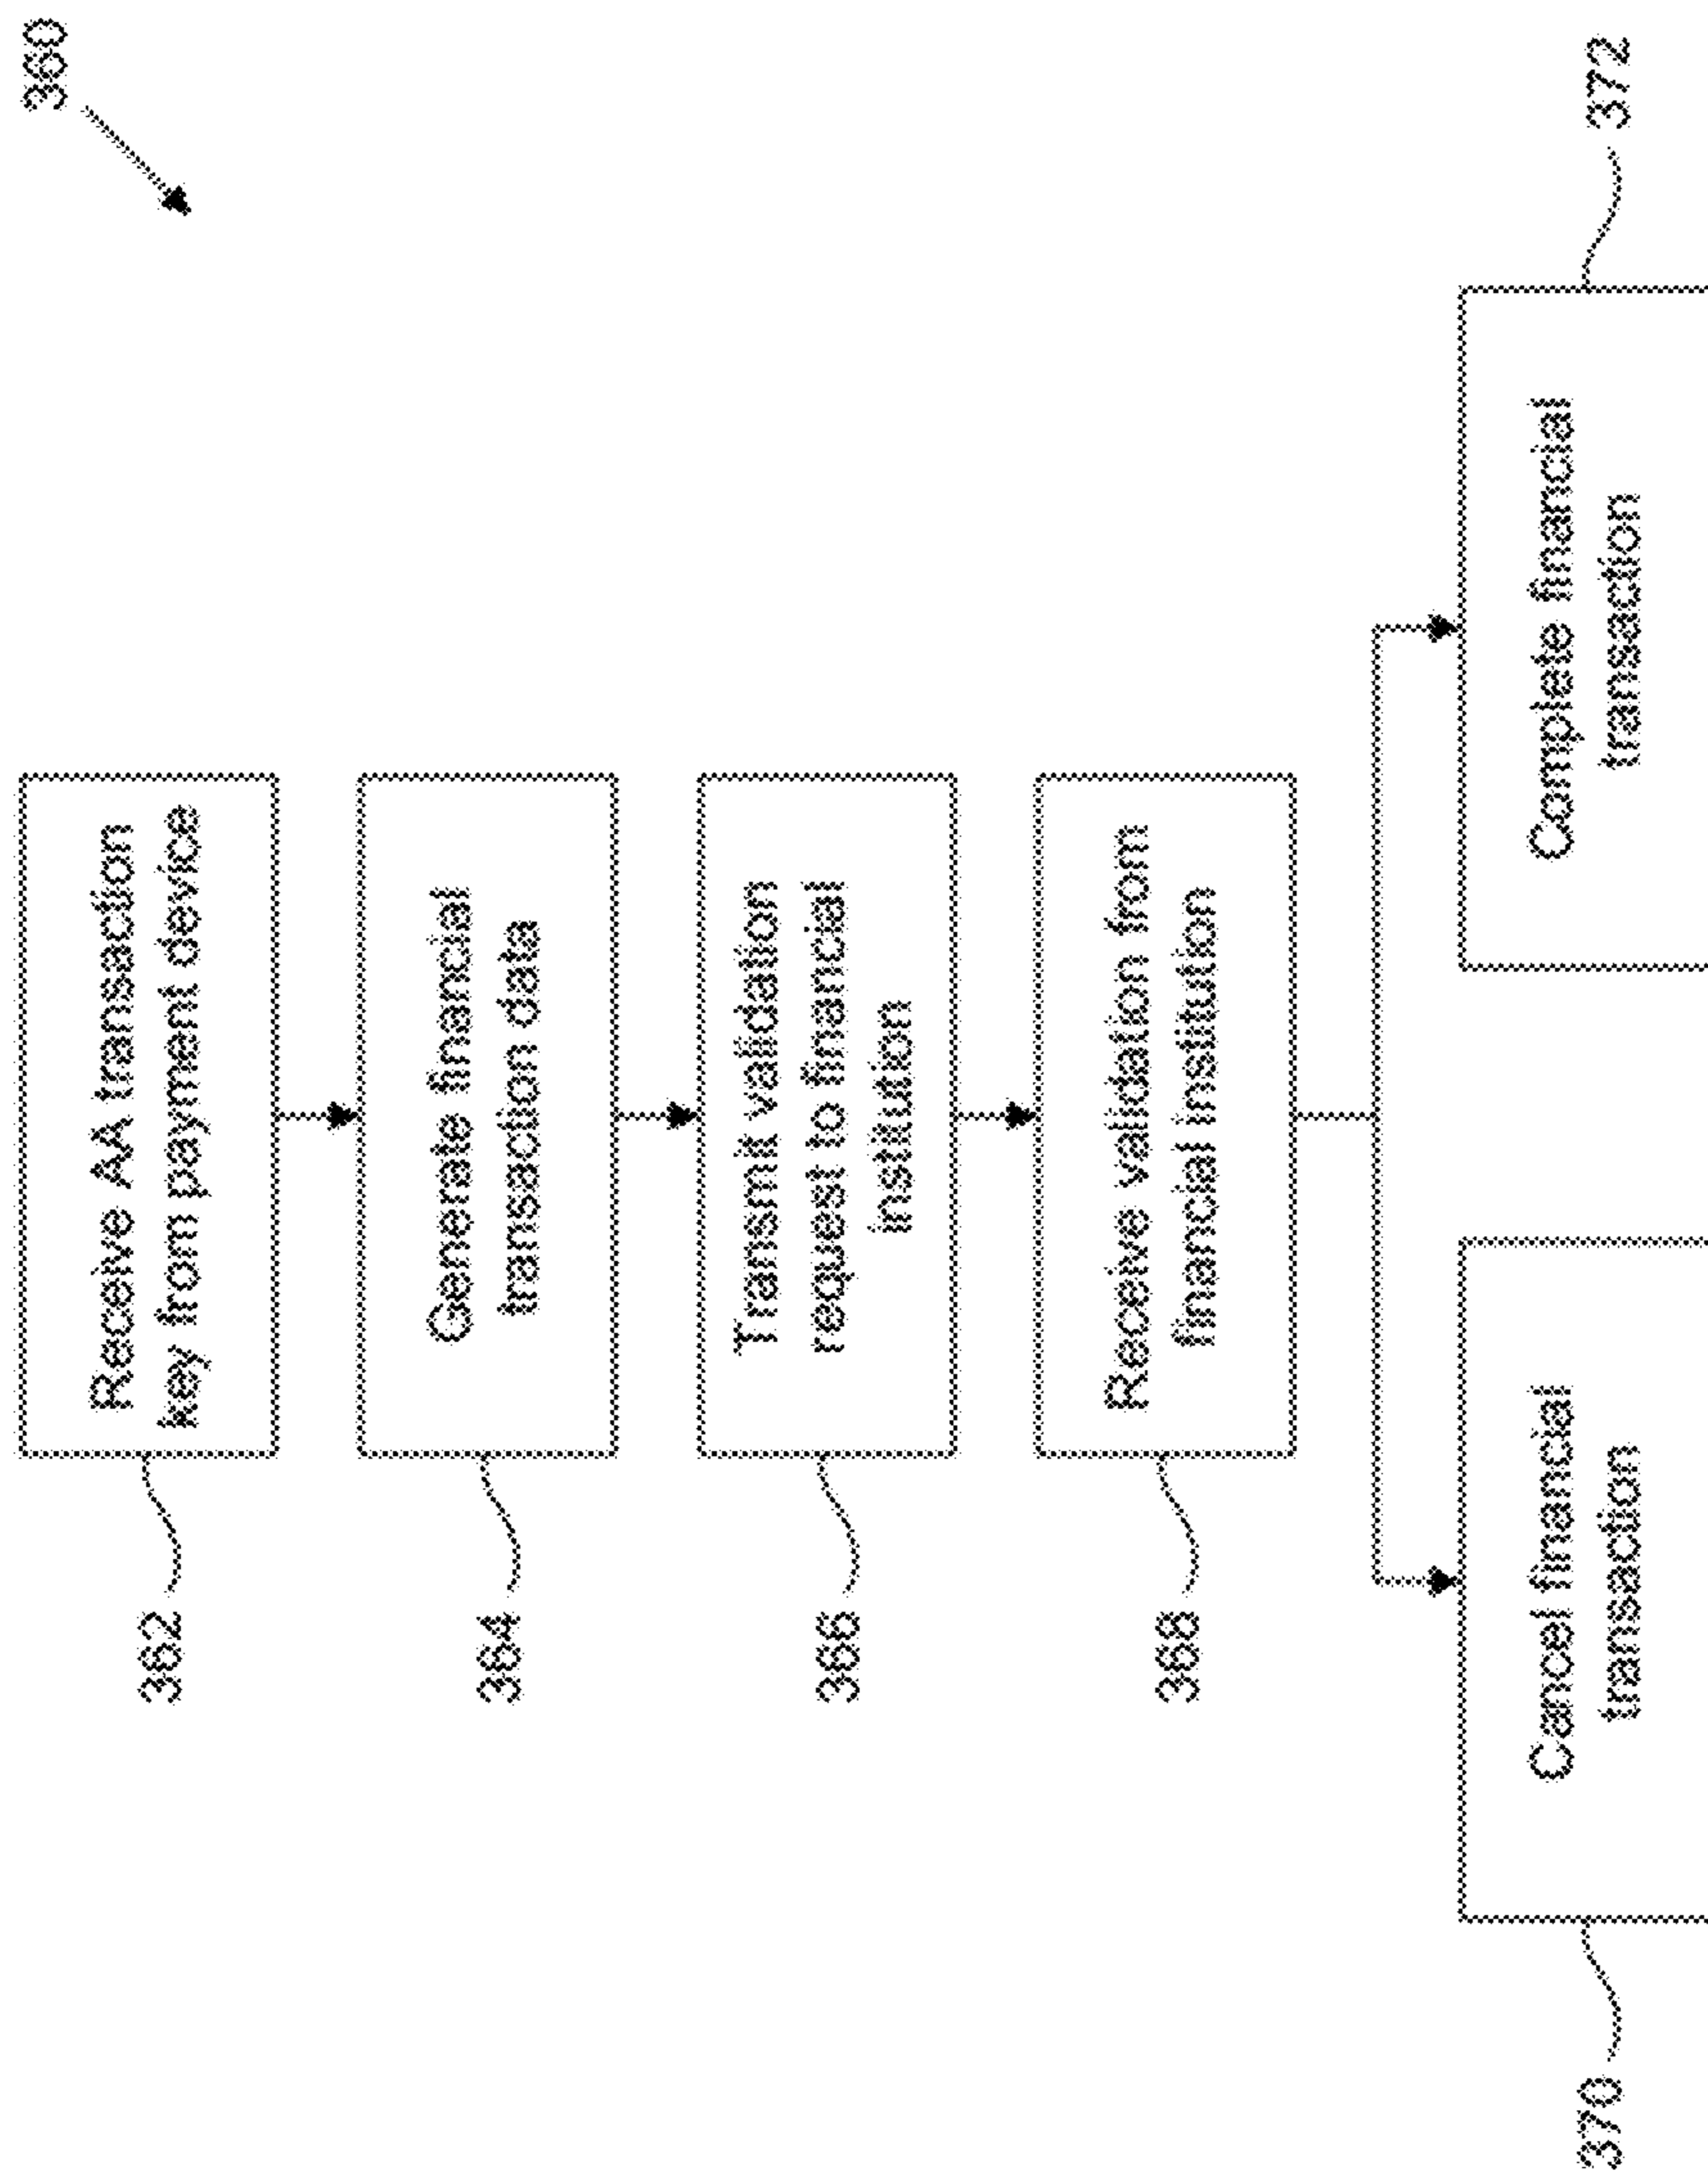 360
362
Receive AA transaction
key from payment device
364
Generate financial
transaction data
366
Transmit validation
request to financial
institution
368
Receive validation from
financial institution
370
Cancel financial
transaction
Complete financial
transaction
372